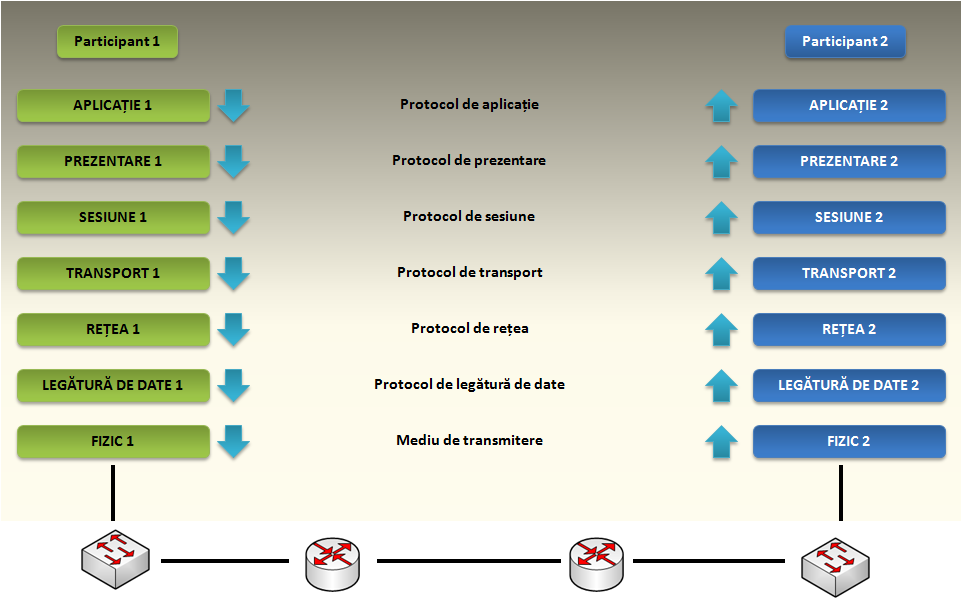 Participant 1
Participant 2
APLICAȚIE 1
Protocol de aplicație
APLICAȚIE 2
PREZENTARE 1
Protocol de prezentare
PREZENTARE 2
SESIUNE 1
Protocol de sesiune
SESIUNE 2
TRANSPORT 1
Protocol de transport
TRANSPORT 2
REȚEA 1
Protocol de rețea
REȚEA 2
LEGĂTURĂ DE DATE 1
Protocol de legătură de date
LEGĂTURĂ DE DATE 2
FIZIC 1
Mediu de transmitere
FIZIC 2